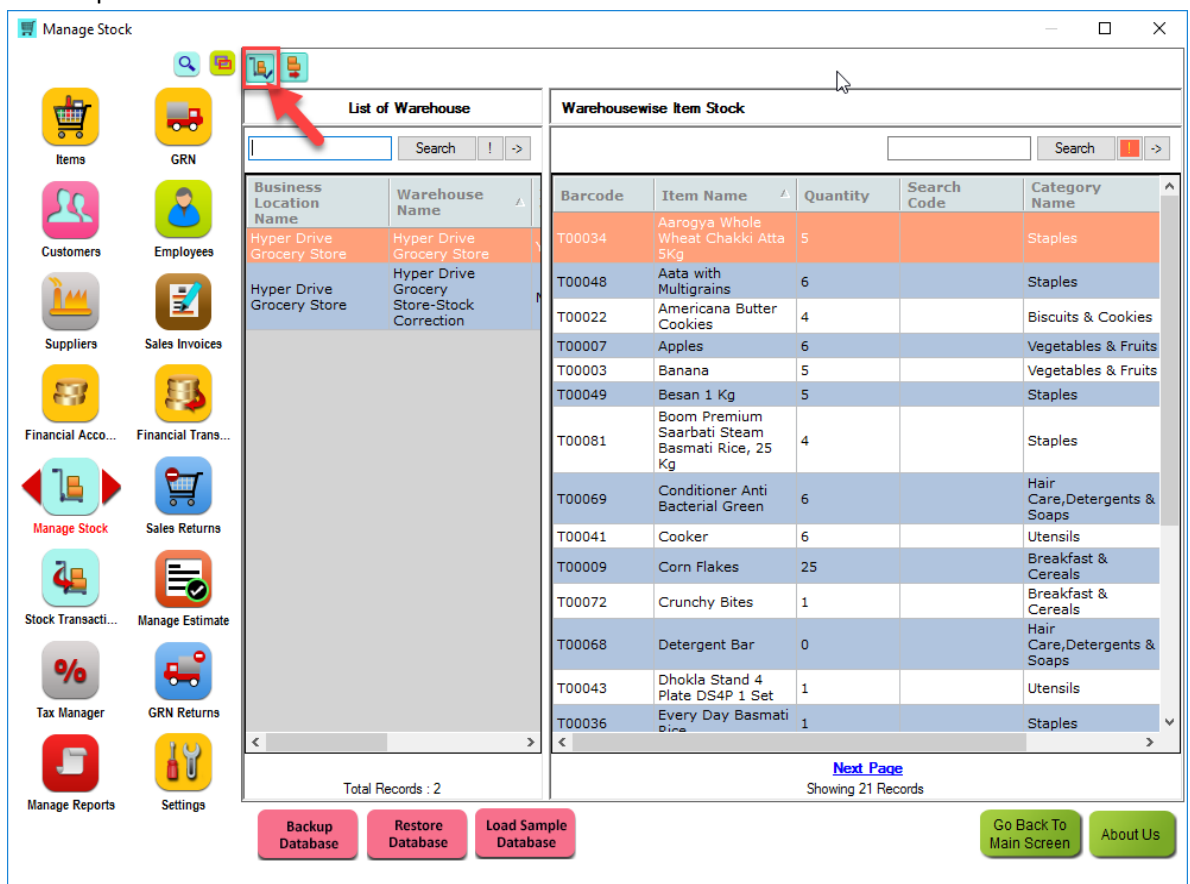 Manage Stock
Items
GRN
Customers
Employees
Suppliers
Sales Invoices
Financial Acco...
Financial Trans...
Manage Stock
Sales Returns
Stock Transacti...
Manage Estimate
%
Tax Manager
GRN Returns
Manage Reports
Settings
List of Warehouse
Search ! ->
Business Location Name Warehouse Name
Hyper Drive Grocery Store Hyper Drive Grocery Store
Hyper Drive Grocery Store Hyper Drive Grocery Store-Stock Correction
Total Records : 2
Warehousewise Item Stock
Search ! ->
Barcode Item Name Quantity Search Code Category Name
T00034 Aarogya Whole Wheat Chakki Atta 5Kg 5 Staples
T00048 Aata with Multigrains 6 Staples
T00022 Americana Butter Cookies 4 Biscuits & Cookies
T00007 Apples 6 Vegetables & Fruits
T00003 Banana 5 Vegetables & Fruits
T00049 Besan 1 Kg 5 Staples
T00081 Boom Premium Saarbati Steam Basmati Rice, 25 Kg 4 Staples
T00069 Conditioner Anti Bacterial Green 6 Hair Care,Detergents & Soaps
T00041 Cooker 6 Utensils
T00009 Corn Flakes 25 Breakfast & Cereals
T00072 Crunchy Bites 1 Breakfast & Cereals
T00068 Detergent Bar 0 Hair Care,Detergents & Soaps
T00043 Dhokla Stand 4 Plate DS4P 1 Set 1 Utensils
T00036 Every Day Basmati Rice 1 Staples
Next Page
Showing 21 Records
Backup Database
Restore Database
Load Sample Database
Go Back To Main Screen
About Us